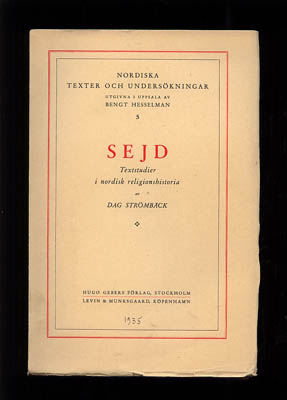 NORDISKA
TEXTER OCH UNDERSÖKNINGAR
UTGIVNA I UPPSALA AV
BENGT HESSELMAN
5
SEJD
Textstudier
i nordisk religionshistoria
av
DAG STRÖMBÄCK
HUGO GEBERS FÖRLAG, STOCKHOLM
LEVIN & MUNKSGAARD, KÖPENHAMN
1935